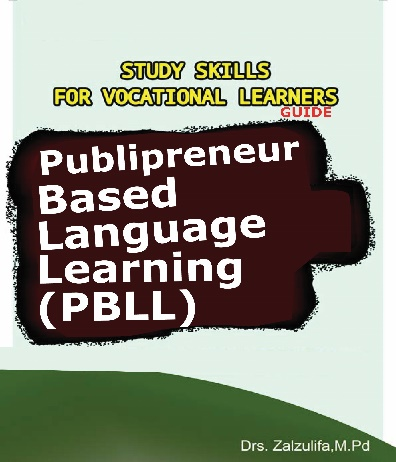 STUDY SKILLS
FOR VOCATIONAL LEARNERS
GUIDE
Publipreneur
Based
Language
Learning
(PBLL)
Drs. Zalzulifa,M.Pd